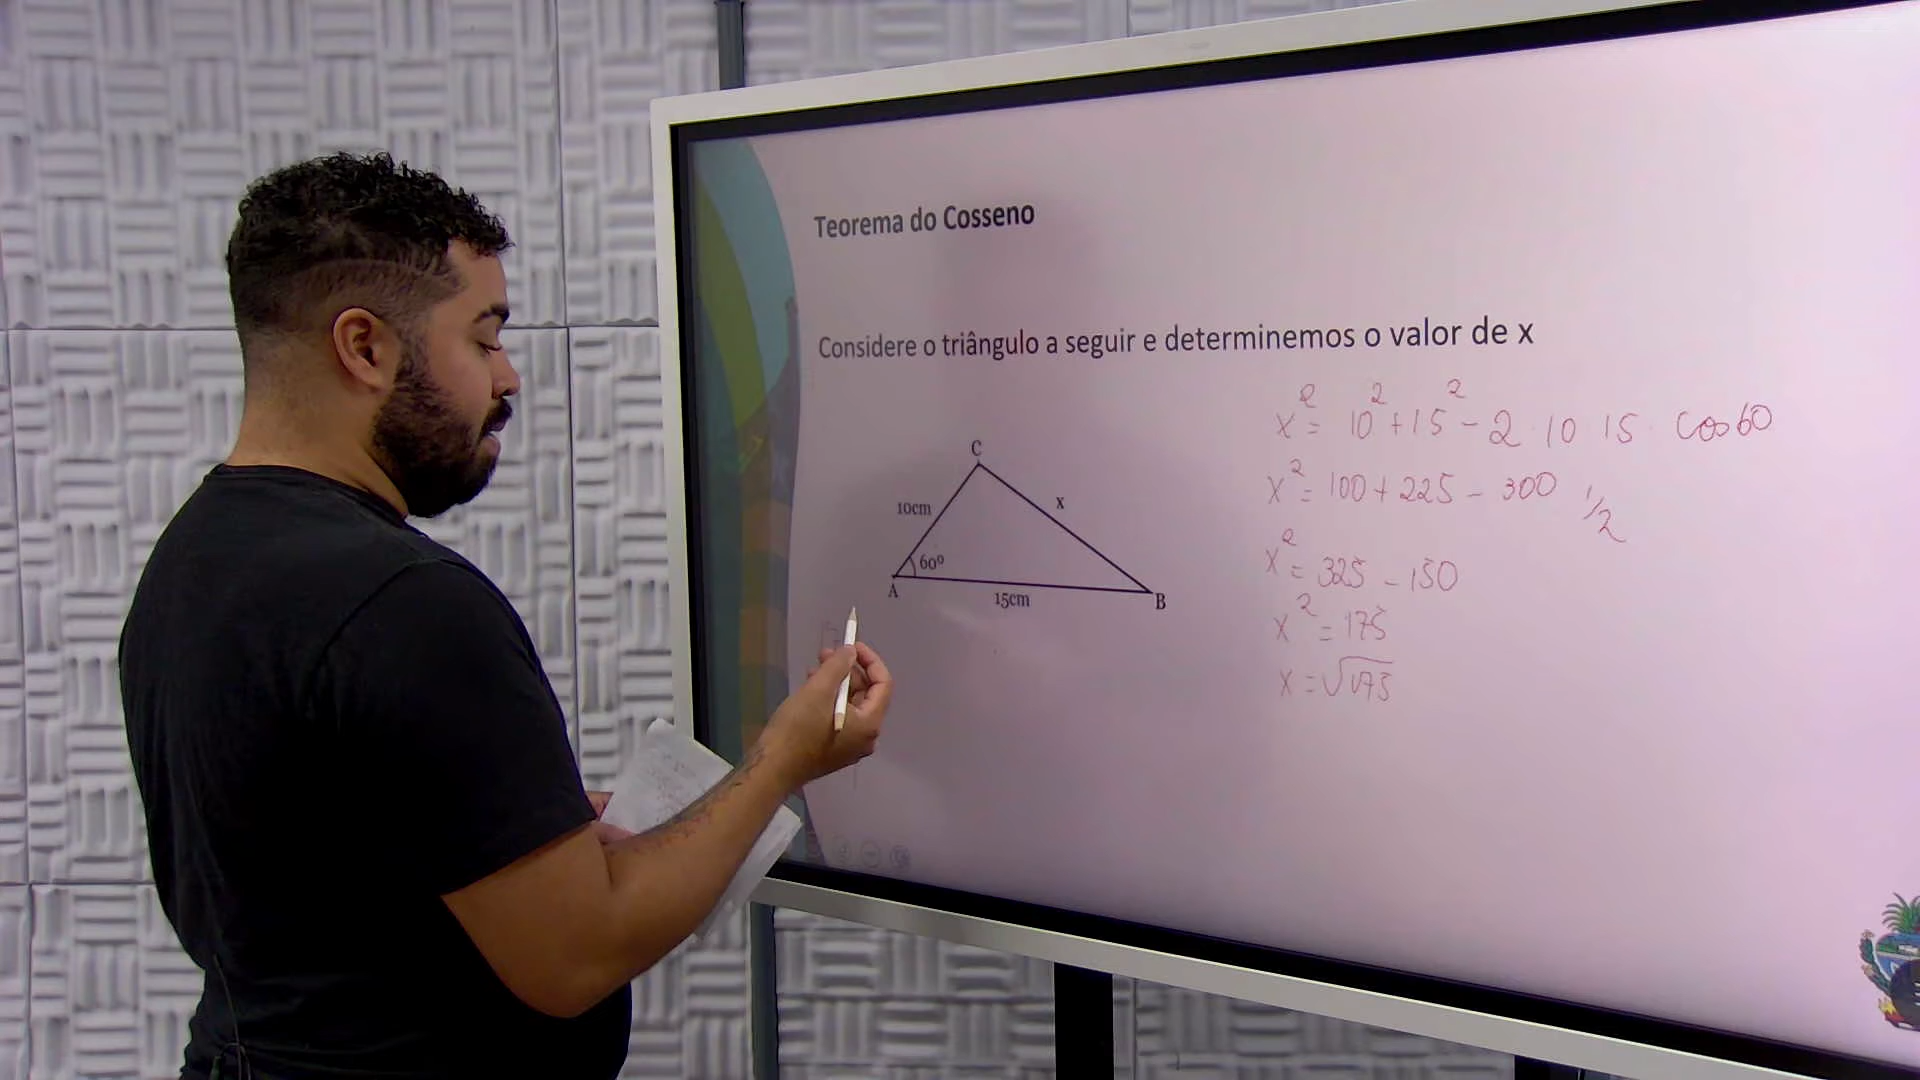 Teorema do Cosseno
Considere o triângulo a seguir e determinemos o valor de x
C
10cm
x
60º
A
15cm
B
x² = 10² + 15² - 2 · 10 · 15 · cos 60
x² = 100 + 225 - 300 1/2
x² = 325 - 150
x² = 175
x = √175